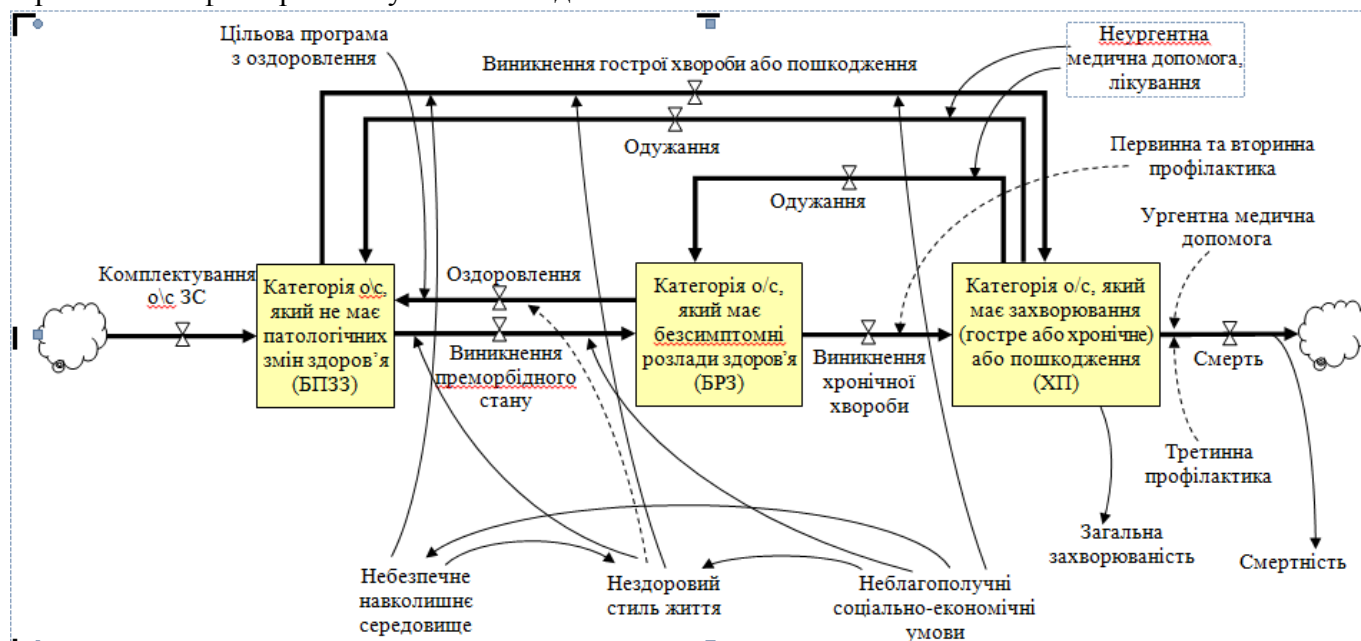 Цільова програма
з оздоровлення
Виникнення гострої хвороби або пошкодження
Неургентна
медична допомога,
лікування
Одужання
Первинна та вторинна
профілактика
Одужання
Ургентна медична
допомога
Комплектування
о\с ЗС
Категорія о\с,
який не має
патологічних
змін здоров’я
(БПЗЗ)
Оздоровлення
Виникнення
преморбідного
стану
Категорія о/с,
який має
безсимптомні
розлади здоров’я
(БРЗ)
Виникнення
хронічної
хвороби
Категорія о/с, який
має захворювання
(гостре або хронічне)
або пошкодження
(ХП)
Смерть
Третинна
профілактика
Загальна
захворюваність
Смертність
Небезпечне
навколишнє
середовище
Нездоровий
стиль життя
Неблагополучні
соціально-економічні
умови